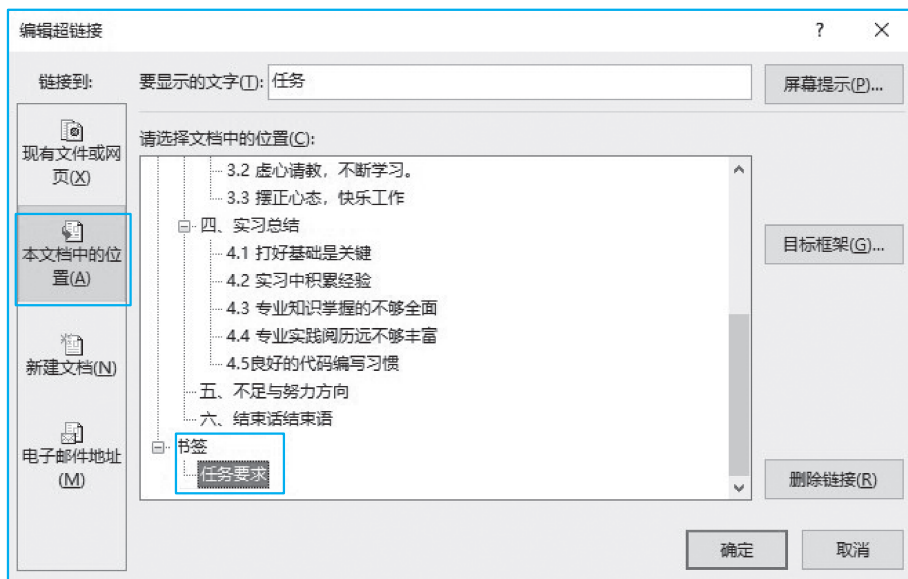 编辑超链接
链接到:
要显示的文字(T): 任务
屏幕提示(P)...
现有文件或网
页(X)
本文档中的位
置(A)
新建文档(N)
电子邮件地址
(M)
请选择文档中的位置(C):
3.2 虚心请教，不断学习。
3.3 摆正心态，快乐工作
四、实习总结
4.1 打好基础是关键
4.2 实习中积累经验
4.3 专业知识掌握的不够全面
4.4 专业实践阅历远不够丰富
4.5良好的代码编写习惯
五、不足与努力方向
六、结束话结束语
书签
任务要求
目标框架(G)...
删除链接(R)
确定
取消